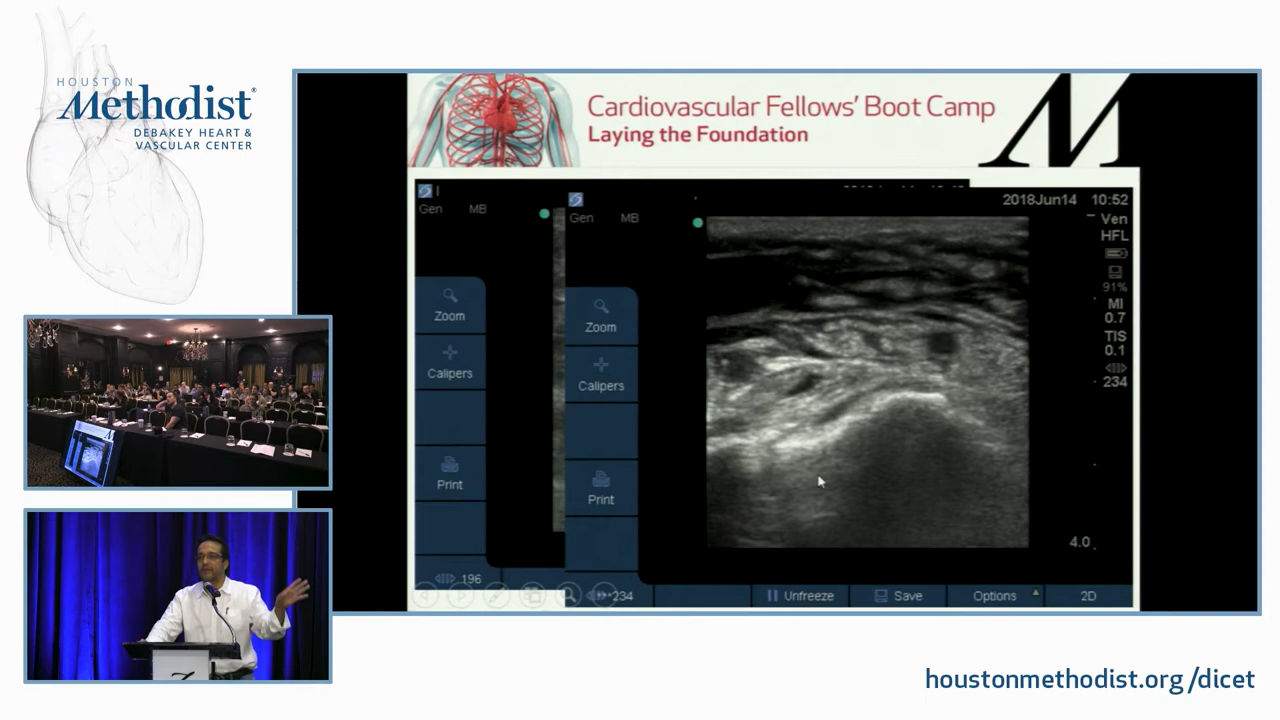 HOUSTON
Methodist
DEBAKEY HEART &
VASCULAR CENTER
Cardiovascular Fellows' Boot Camp
Laying the Foundation
M
Gen MB
Zoom
Calipers
Print
196
Gen MB
Zoom
Calipers
Print
234
2018Jun14 10:52
Ven
HFL
91%
MI
0.7
TIS
0.1
234
4.0
Unfreeze Save Options 2D
houstonmethodist.org/dicet